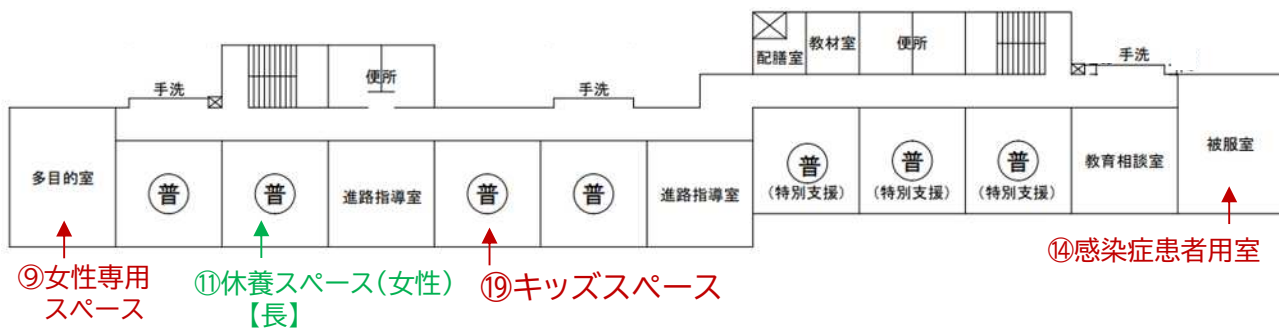 配膳室
教材室
便所
手洗
手洗
便所
手洗
多目的室
普
普
進路指導室
普
普
進路指導室
普
(特別支援)
普
(特別支援)
普
(特別支援)
教育相談室
被服室
⑨女性専用
スペース
⑪休養スペース(女性)
【長】
⑲キッズスペース
⑭感染症患者用室